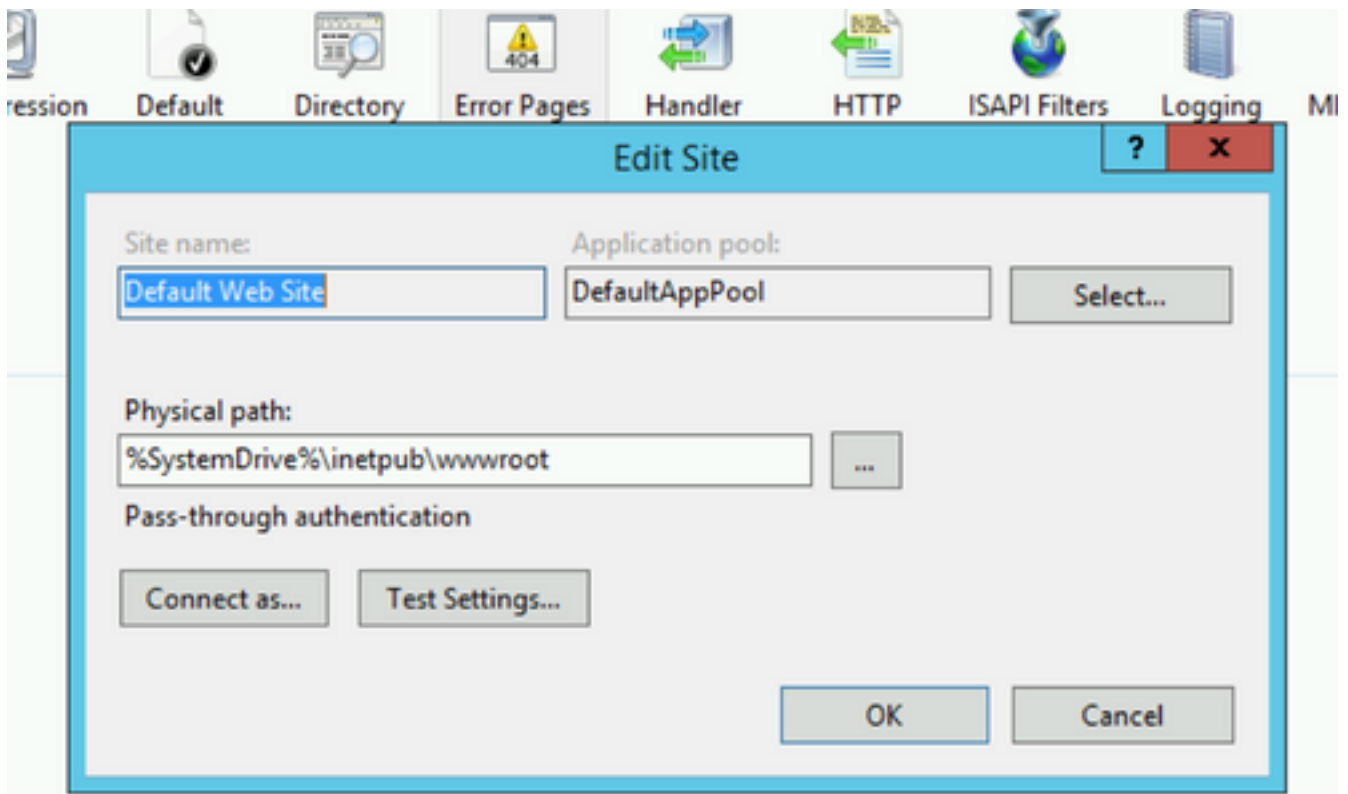 404
ression Default Directory Error Pages Handler HTTP ISAPI Filters Logging MI
Edit Site
? x
Site name: Application pool:
Default Web Site DefaultAppPool Select...
Physical path:
%SystemDrive%\inetpub\wwwroot ...
Pass-through authentication
Connect as... Test Settings...
OK Cancel